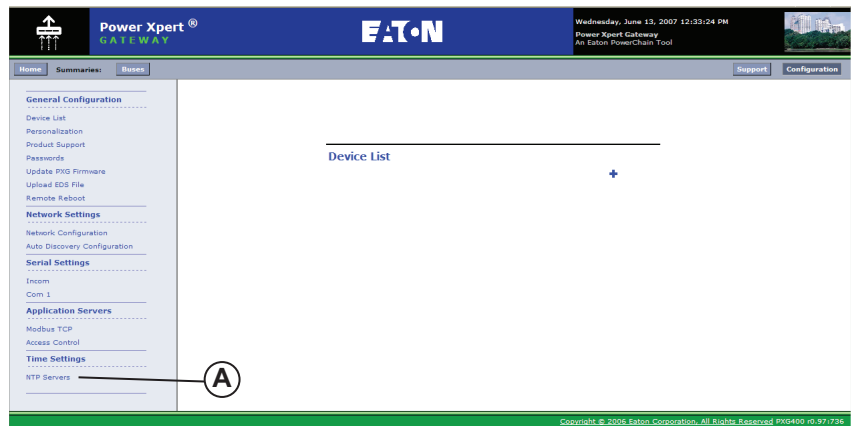 Power Xpert ®
GATEWAY
EATON
Wednesday, June 13, 2007 12:33:24 PM
Power Xpert Gateway
An Eaton PowerChain Tool
Home Summaries: Buses Support Configuration
General Configuration
Device List
Personalization
Product Support
Passwords
Update PXG Firmware
Upload EDS File
Remote Reboot
Network Settings
Network Configuration
Auto Discovery Configuration
Serial Settings
Incom
Com 1
Application Servers
Modbus TCP
Access Control
Time Settings
NTP Servers
Device List
+
A
Copyright © 2006 Eaton Corporation. All Rights Reserved PXG400 r0.97:736